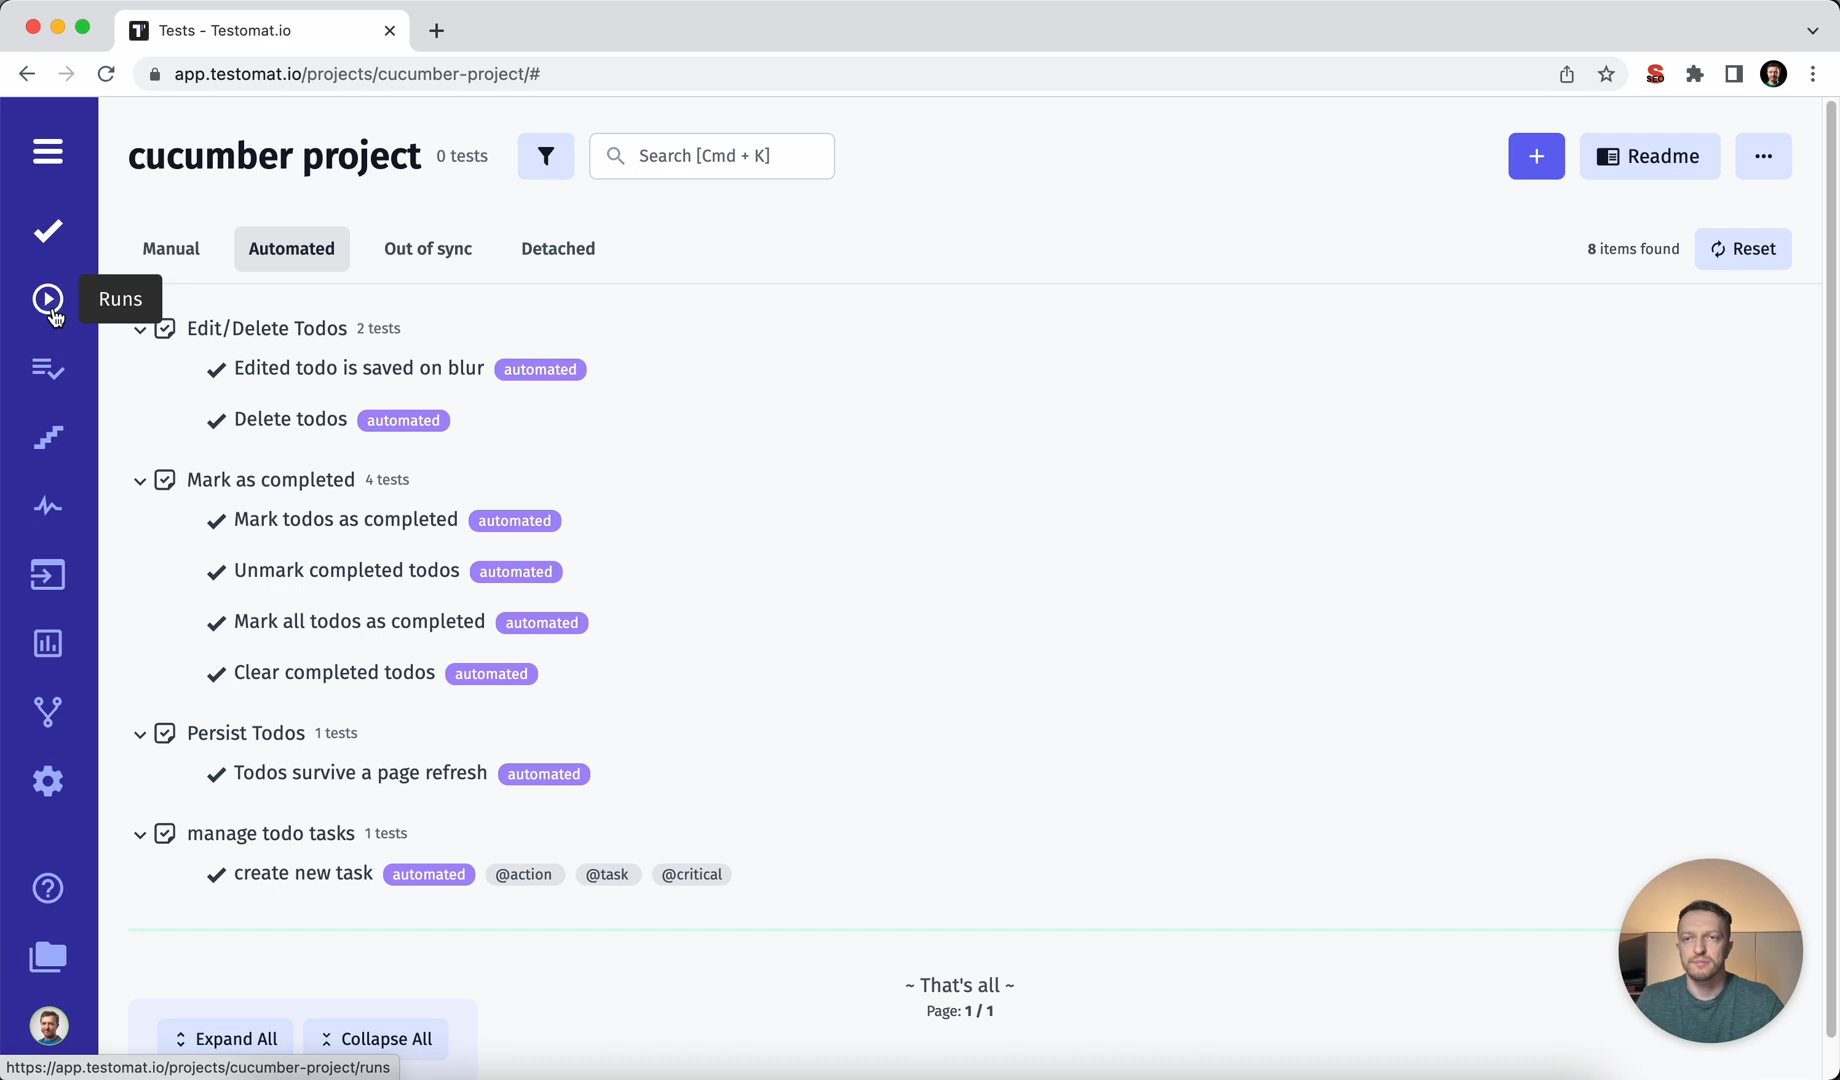 Tests - Testomat.io
app.testomat.io/projects/cucumber-project/#
SEO
cucumber project 0 tests
Search [Cmd + K]
+
Readme
...
Manual
Automated
Out of sync
Detached
8 items found
Reset
Runs
Edit/Delete Todos 2 tests
Edited todo is saved on blur automated
Delete todos automated
Mark as completed 4 tests
Mark todos as completed automated
Unmark completed todos automated
Mark all todos as completed automated
Clear completed todos automated
Persist Todos 1 tests
Todos survive a page refresh automated
manage todo tasks 1 tests
create new task automated @action @task @critical
~ That's all ~
Page: 1 / 1
Expand All
Collapse All
https://app.testomat.io/projects/cucumber-project/runs